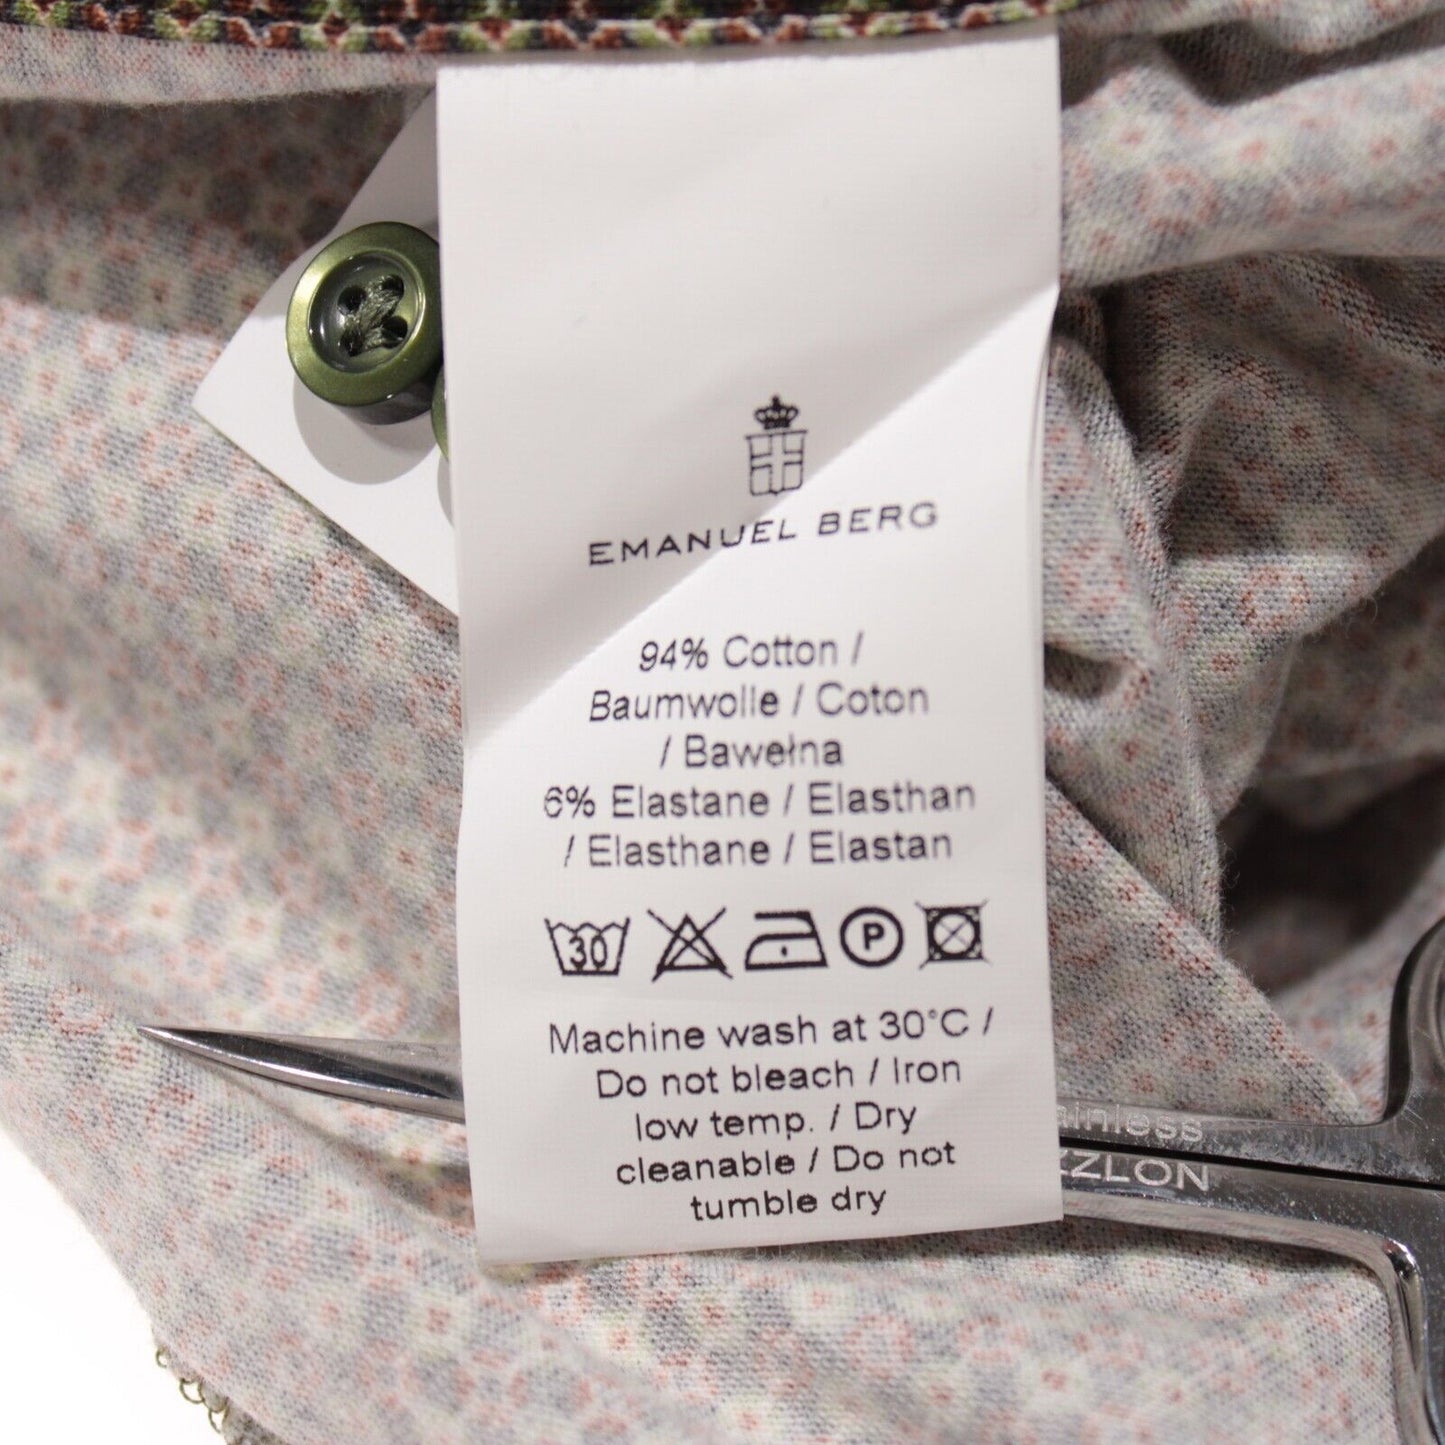 EMANUEL BERG
94% Cotton /
Baumwolle / Coton
/ Bawełna
6% Elastane / Elasthan
/ Elasthane / Elastan
30 P
Machine wash at 30°C /
Do not bleach / Iron
low temp. / Dry
cleanable / Do not
tumble dry